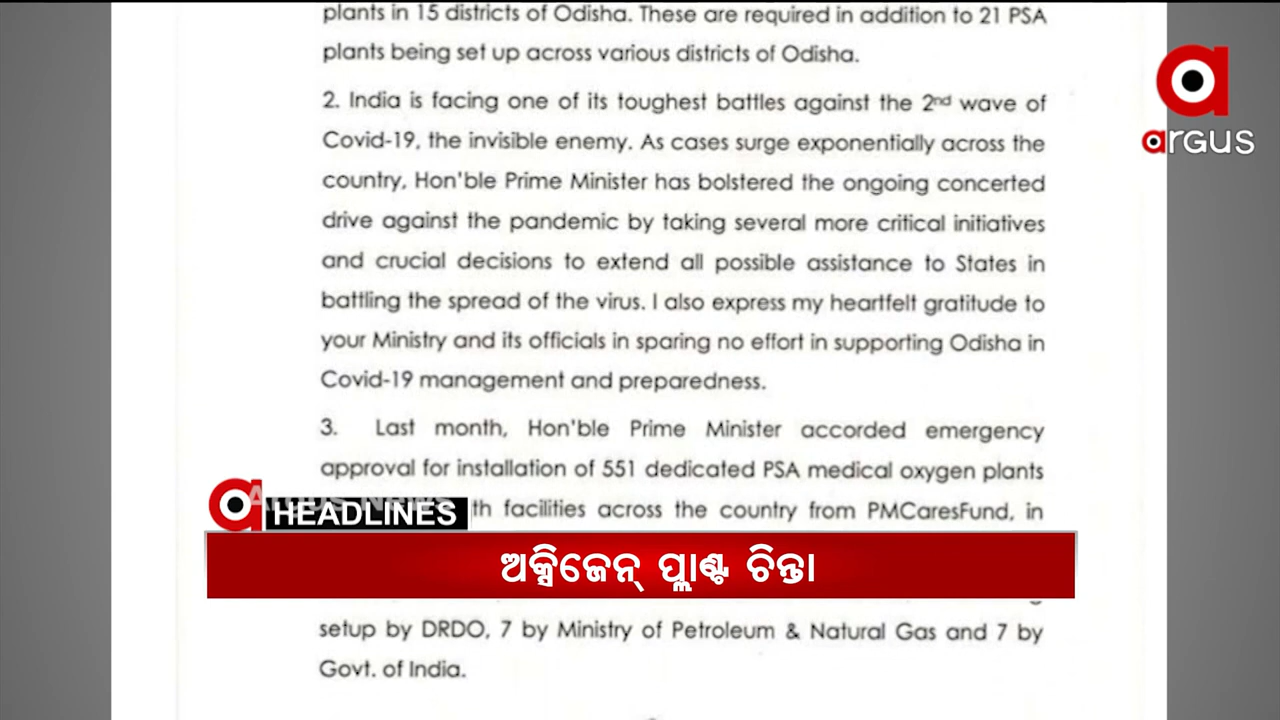 plants in 15 districts of Odisha. These are required in addition to 21 PSA
plants being set up across various districts of Odisha.
argus
2. India is facing one of its toughest battles against the 2nd wave of
Covid-19, the invisible enemy. As cases surge exponentially across the
country, Hon'ble Prime Minister has bolstered the ongoing concerted
drive against the pandemic by taking several more critical initiatives
and crucial decisions to extend all possible assistance to States in
battling the spread of the virus. I also express my heartfelt gratitude to
your Ministry and its officials in sparing no effort in supporting Odisha in
Covid-19 management and preparedness.
3. Last month, Hon'ble Prime Minister accorded emergency
approval for installation of 551 dedicated PSA medical oxygen plants
ARGUS NEWS
HEADLINES
th facilities across the country from PMCaresFund, in
ଅକ୍ସିଜେନ୍ ପ୍ଲାଣ୍ଟ ଚିନ୍ତା
setup by DRDO, 7 by Ministry of Petroleum & Natural Gas and 7 by
Govt. of India.